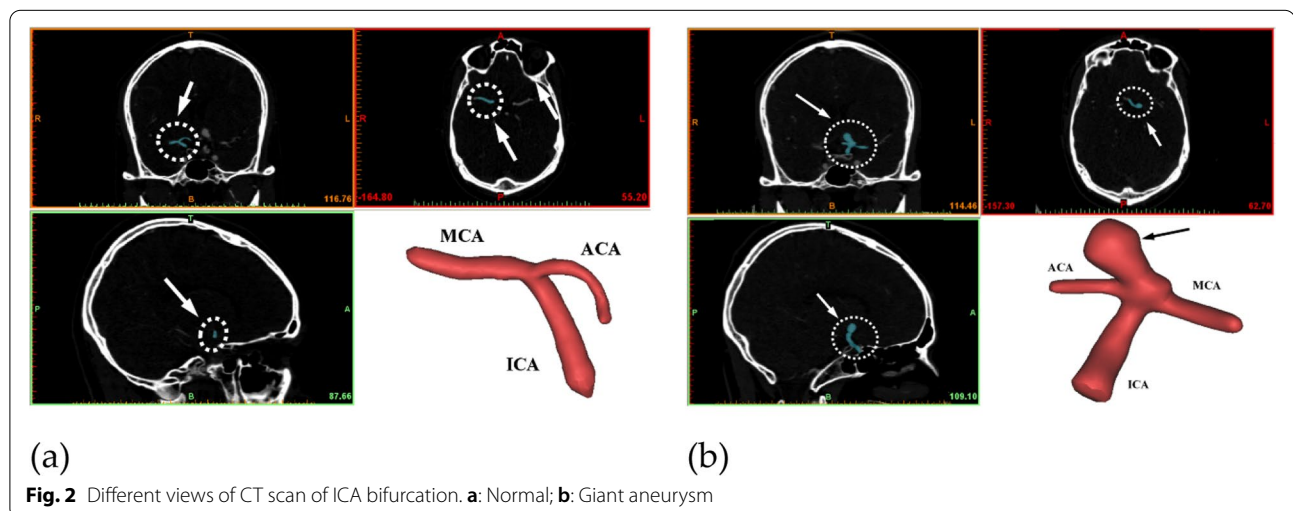 T
R
L
B
116.76
A
P
-164.80
55.20
T
P
A
B
87.66
MCA
ACA
ICA
(a)
T
R
L
B
114.46
A
L
P
-157.30
62.70
T
P
A
B
109.10
ACA
MCA
ICA
(b)
Fig. 2 Different views of CT scan of ICA bifurcation. a: Normal; b: Giant aneurysm